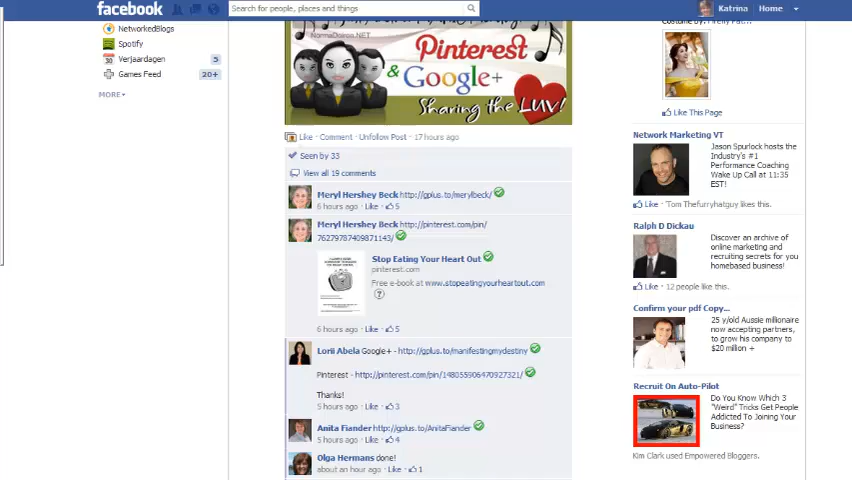 facebook
Search for people, places and things
Katrina
Home
NetworkedBlogs
Spotify
Verjaardagen 5
Games Feed 20+
MORE
NormaDoiron.NET
Pinterest
& Google+
Sharing the LUV!
Like · Comment · Unfollow Post · 17 hours ago
Seen by 33
View all 19 comments
Meryl Hershey Beck http://gplus.to/merylbeck/
6 hours ago · Like · 5
Meryl Hershey Beck http://pinterest.com/pin/
76279787409871143/
Stop Eating Your Heart Out
pinterest.com
Free e-book at www.stopeatingyourheartout.com
?
6 hours ago · Like · 5
Lorii Abela Google+ - http://gplus.to/manifestingmydestiny
Pinterest - http://pinterest.com/pin/148055906470927321/
Thanks!
5 hours ago · Like · 3
Anita Fiander http://gplus.to/AnitaFiander
5 hours ago · Like · 4
Olga Hermans done!
about an hour ago · Like · 1
Like This Page
Network Marketing VT
Jason Spurlock hosts the
Industry's #1
Performance Coaching
Wake Up Call at 11:35
EST!
Like · Tom Thefurryhatguy likes this.
Ralph D Dickau
Discover an archive of
online marketing and
recruiting secrets for you
homebased business!
Like · 12 people like this.
Confirm your pdf Copy...
25 y/old Aussie millionaire
now accepting partners,
to grow his company to
$20 million +
Recruit On Auto-Pilot
Do You Know Which 3
"Weird" Tricks Get People
Addicted To Joining Your
Business?
Kim Clark used Empowered Bloggers.